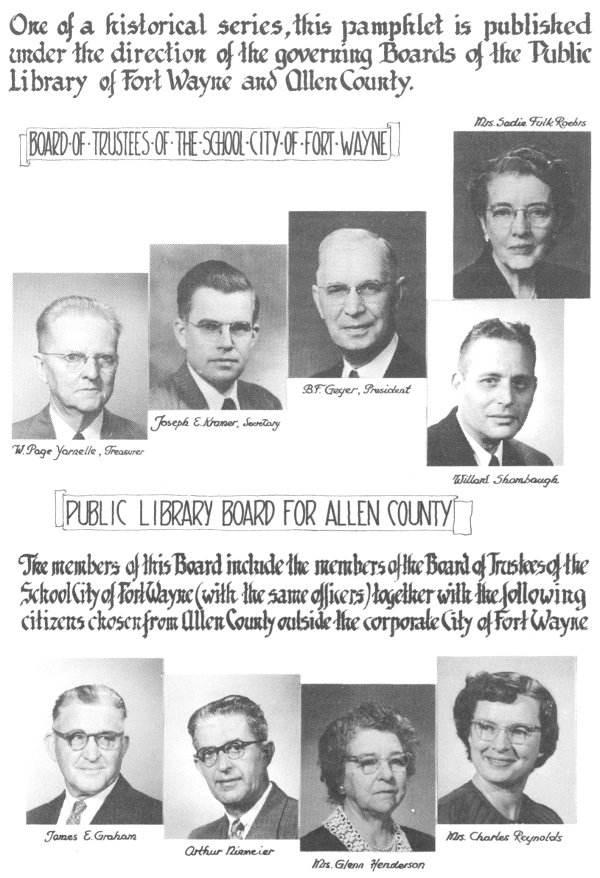 One of a historical series, this pamphlet is published
under the direction of the governing Boards of the Public
Library of Fort Wayne and Allen County.
BOARD·OF·TRUSTEES·OF·THE·SCHOOL·CITY·OF·FORT·WAYNE
Mrs. Sadie Fulk Roehrs
B.F. Geyer, President
Joseph E. Kramer, Secretary
W. Page Yarnelle, Treasurer
Willard Shambaugh
PUBLIC LIBRARY BOARD FOR ALLEN COUNTY
The members of this Board include the members of the Board of Trustees of the
School City of Fort Wayne (with the same officers) together with the following
citizens chosen from Allen County outside the corporate City of Fort Wayne
James E. Graham
Arthur Niemeier
Mrs. Glenn Henderson
Mrs. Charles Reynolds